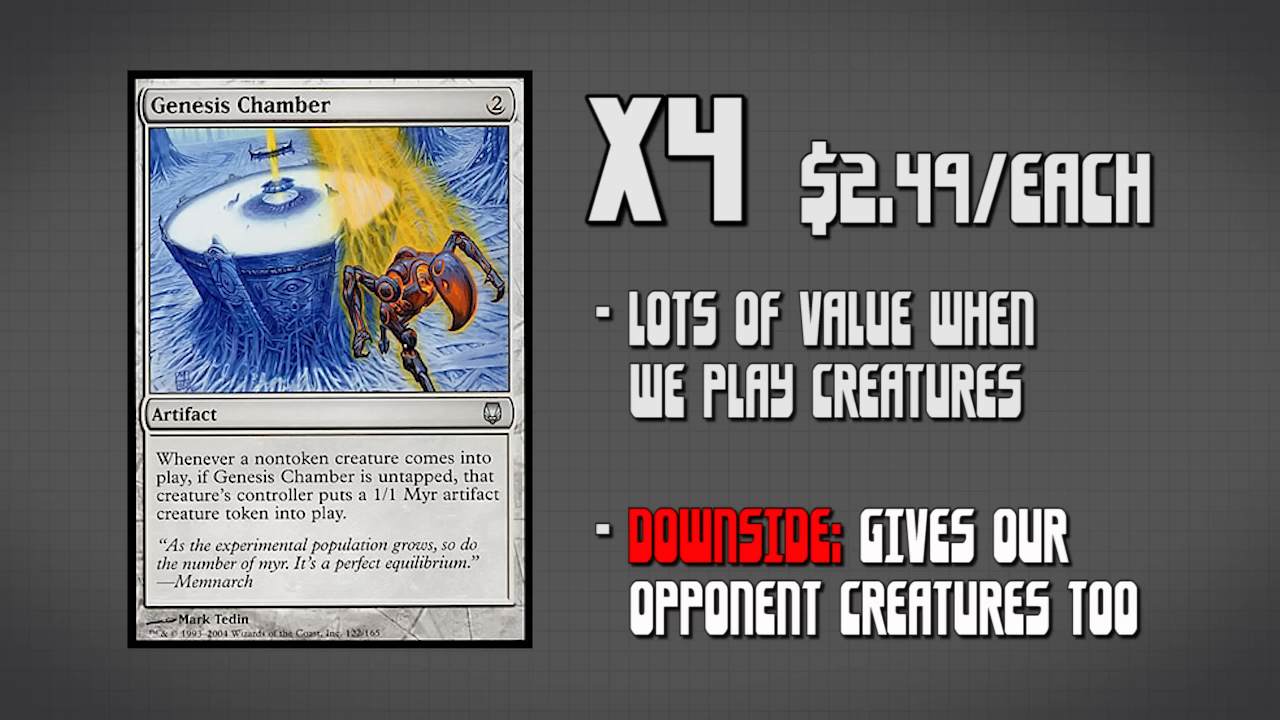 Genesis Chamber 2
X4 $2.49/EACH
- LOTS OF VALUE WHEN
WE PLAY CREATURES
Artifact
Whenever a nontoken creature comes into
play, if Genesis Chamber is untapped, that
creature's controller puts a 1/1 Myr artifact
creature token into play.
"As the experimental population grows, so do
the number of myr. It's a perfect equilibrium."
—Memnarch
Mark Tedin
™ & © 1993–2004 Wizards of the Coast, Inc. 122/165
- DOWNSIDE: GIVES OUR
OPPONENT CREATURES TOO